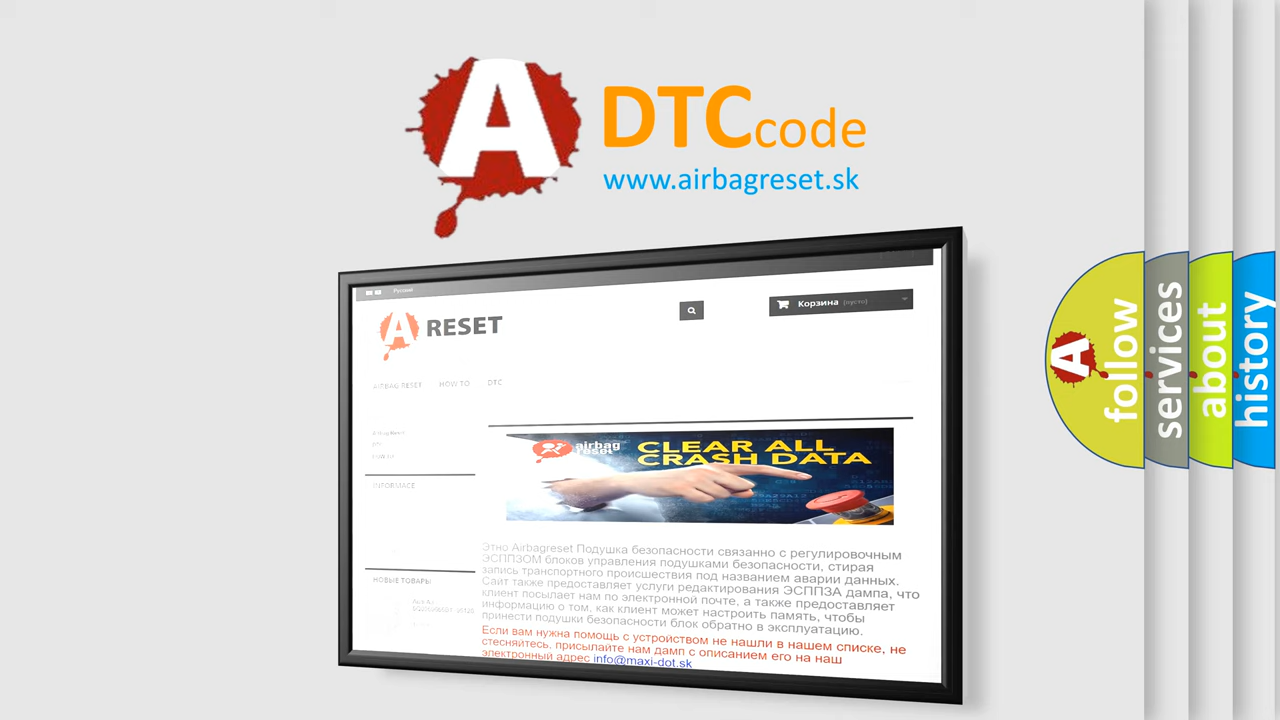 A DTCcode
www.airbagreset.sk
Русский
A RESET
Корзина (пусто)
AIRBAG RESET HOW TO DTC
DTC
INFORMACE
airbag
reset
CLEAR ALL
CRASH DATA
Этно Airbagreset Подушка безопасности связанно с регулировочным
ЭСППЗОМ блоков управления подушками безопасности, стирая
запись транспортного происшествия под названием аварии данных.
Сайт также предоставляет услуги редактирования ЭСППЗА дампа, что
клиент посылает нам по электронной почте, а также предоставляет
информацию о том, как клиент может настроить память, чтобы
принести подушки безопасности блок обратно в эксплуатацию.
Если вам нужна помощь с устройством не нашли в нашем списке, не
стесняйтесь, присылайте нам дамп с описанием его на наш
электронный адрес info@maxi-dot.sk
НОВЫЕ ТОВАРЫ
A follow
services
about
history